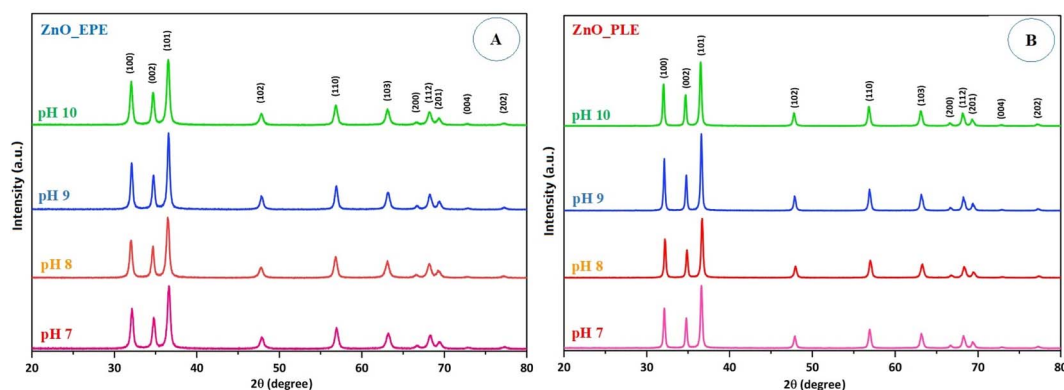 ZnO_EPE
A
(100)
(002)
(101)
(102)
(110)
(103)
(200)
(112)
(201)
(004)
(202)
pH 10
pH 9
pH 8
pH 7
Intensity (a.u.)
20
30
40
50
60
70
80
2θ (degree)
ZnO_PLE
B
(100)
(002)
(101)
(102)
(110)
(103)
(200)
(112)
(201)
(004)
(202)
pH 10
pH 9
pH 8
pH 7
Intensity (a.u.)
20
30
40
50
60
70
80
2θ (degree)